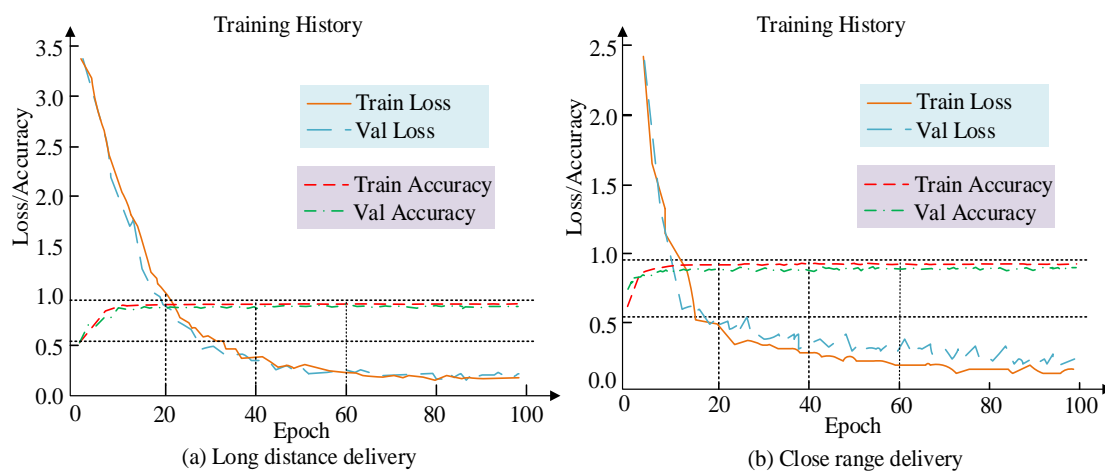 Training History
3.5
3.0
2.5
2.0
1.5
1.0
0.5
0.0
Loss/Accuracy
Train Loss
Val Loss
Train Accuracy
Val Accuracy
0 20 40 60 80 100
Epoch
(a) Long distance delivery
Training History
2.5
2.0
1.5
1.0
0.5
0.0
Loss/Accuracy
Train Loss
Val Loss
Train Accuracy
Val Accuracy
0 20 40 60 80 100
Epoch
(b) Close range delivery